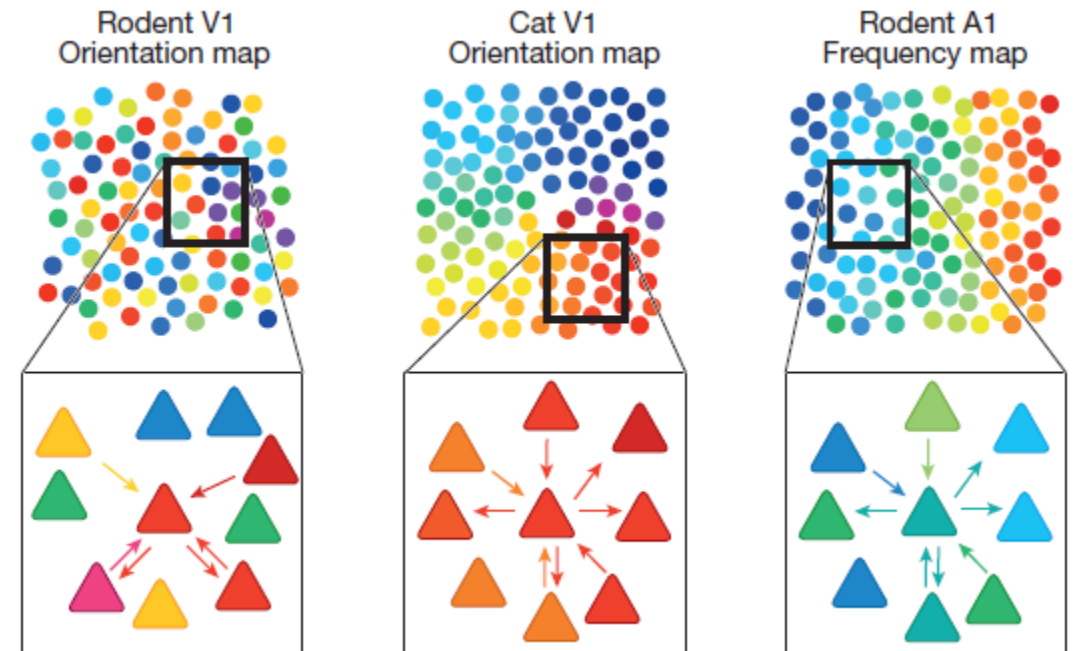 Rodent V1
Orientation map
Cat V1
Orientation map
Rodent A1
Frequency map